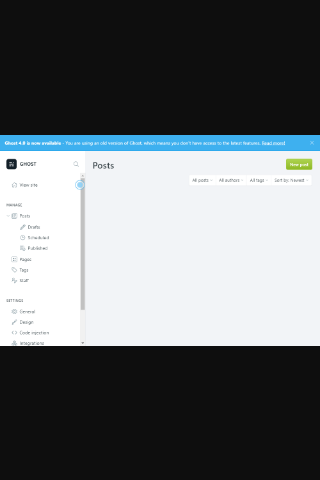 Ghost 4.0 is now available - You are using an old version of Ghost, which means you don't have access to the latest features. Read more!
GHOST
Posts
New post
View site
All posts
All authors
All tags
Sort by: Newest
MANAGE
Posts
Drafts
Scheduled
Published
Pages
Tags
Staff
SETTINGS
General
Design
Code injection
Integrations